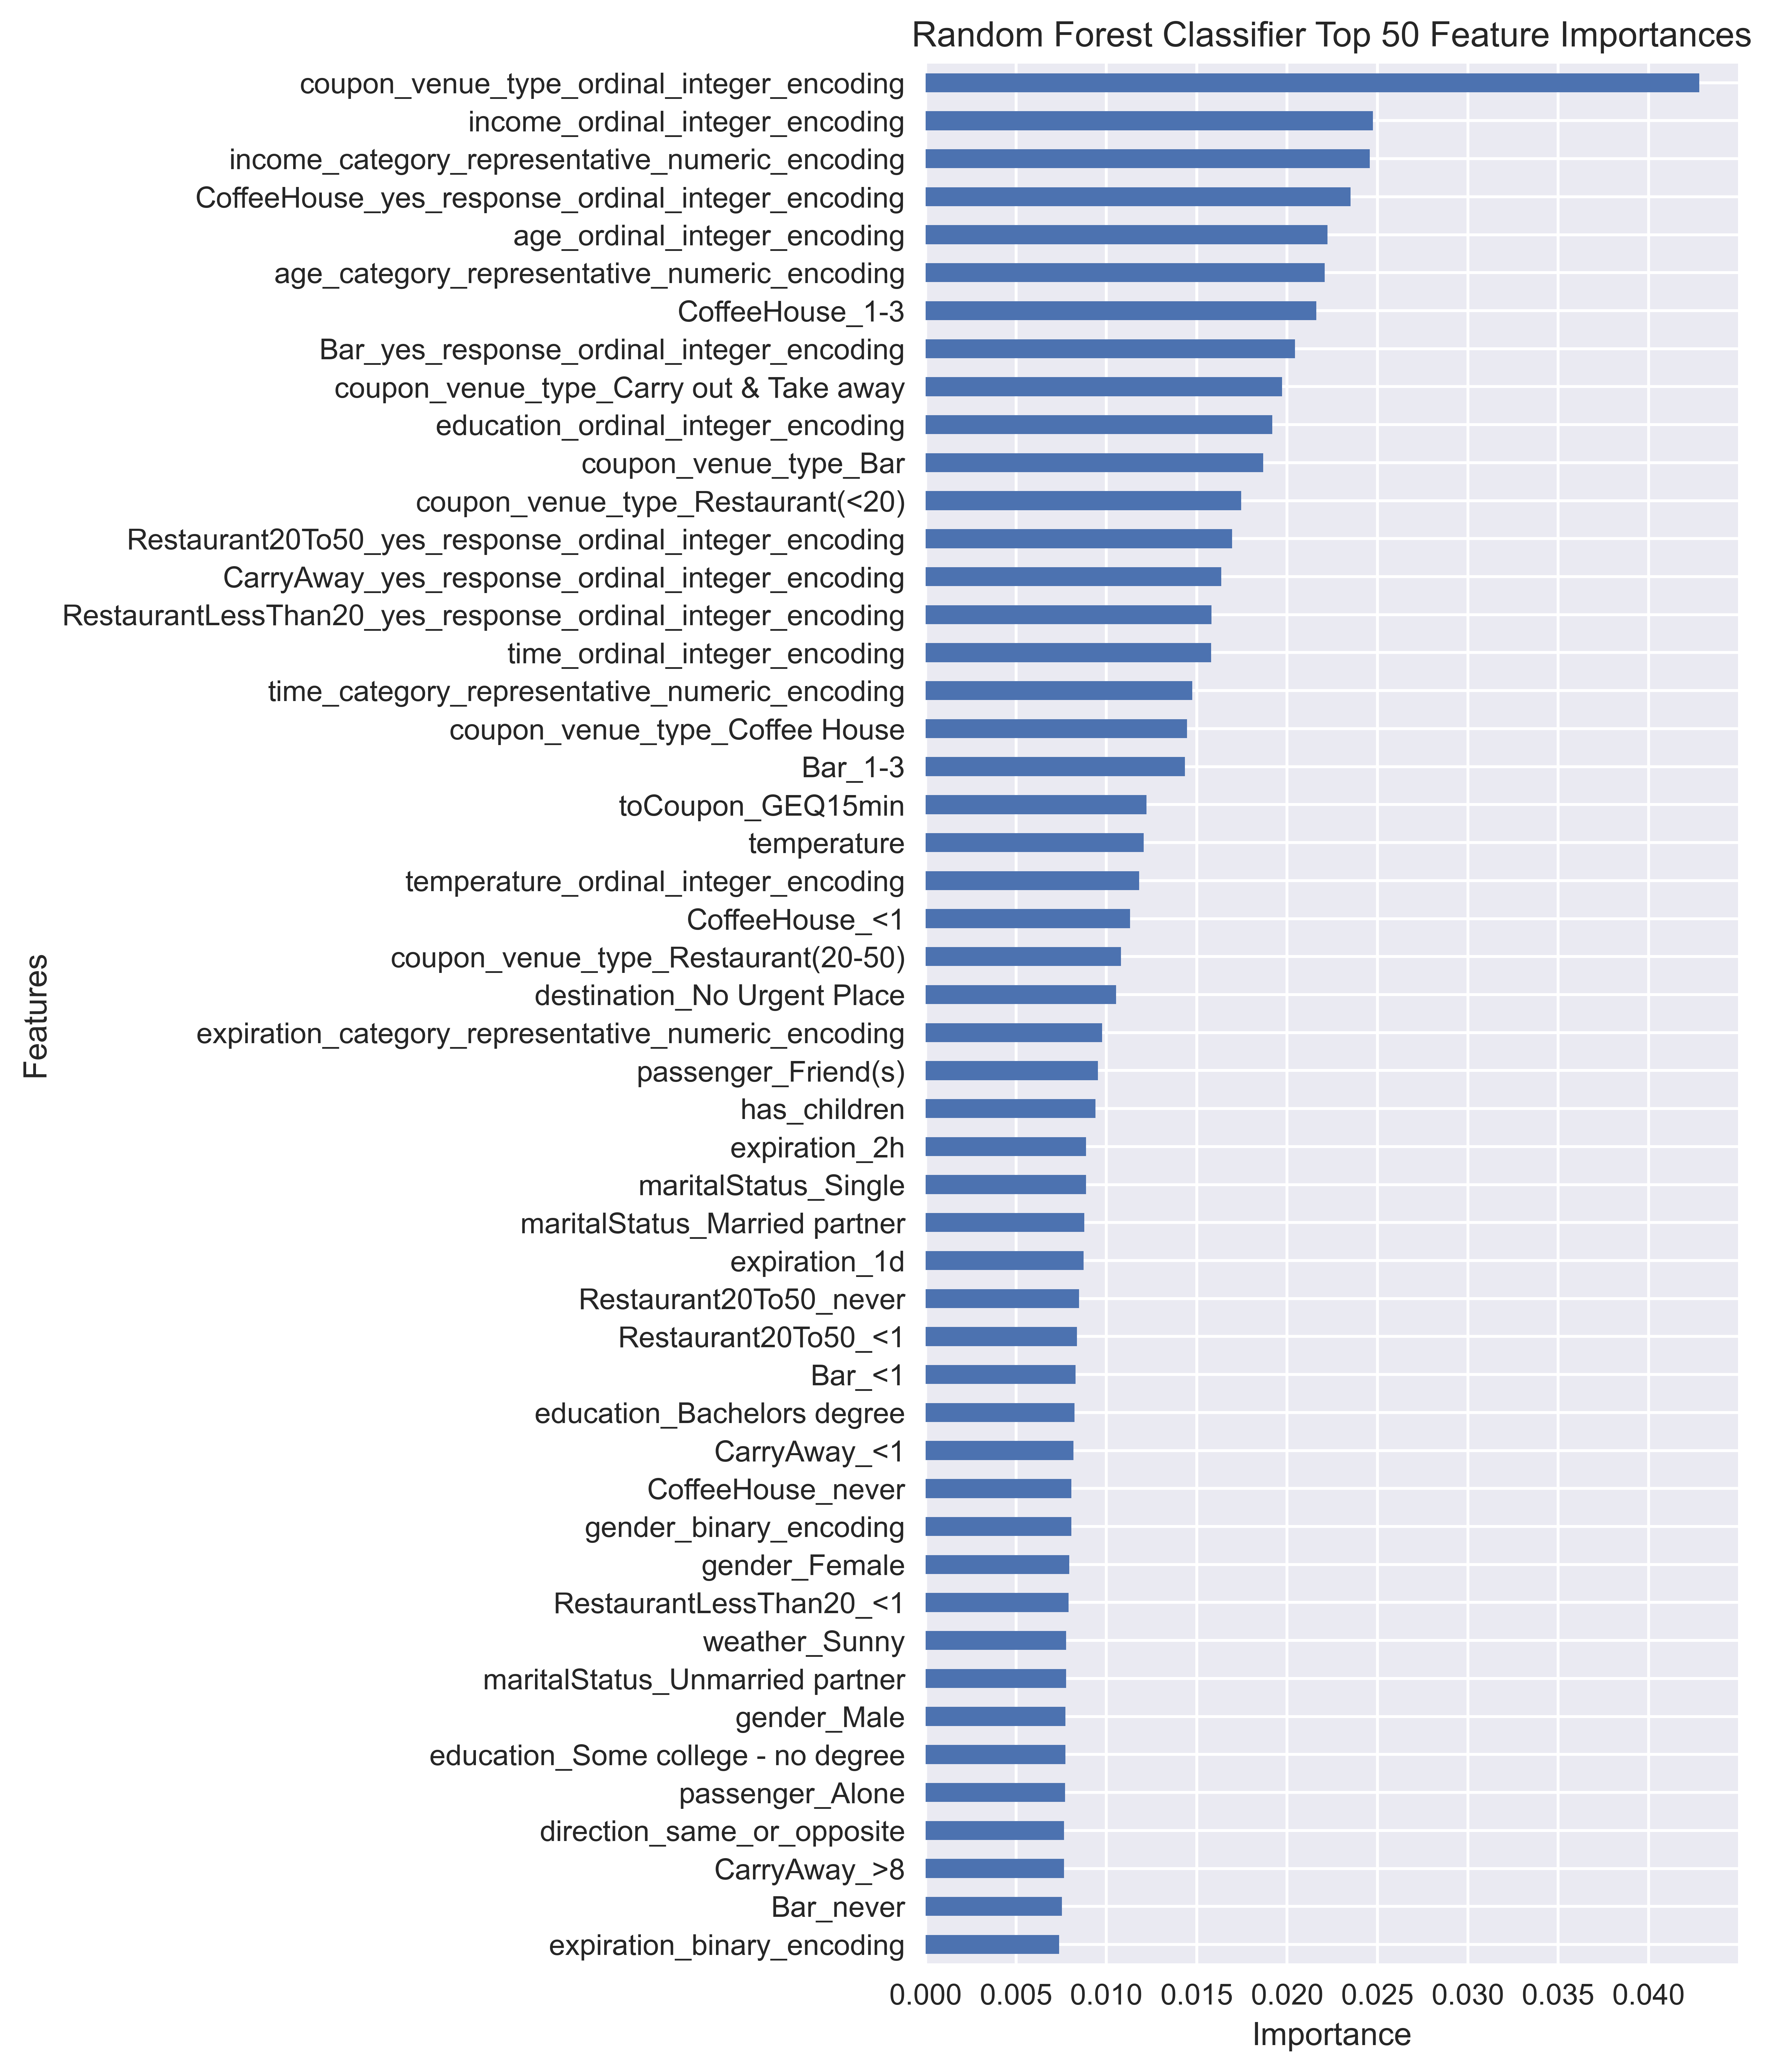 Random Forest Classifier Top 50 Feature Importances
coupon_venue_type_ordinal_integer_encoding
income_ordinal_integer_encoding
income_category_representative_numeric_encoding
CoffeeHouse_yes_response_ordinal_integer_encoding
age_ordinal_integer_encoding
age_category_representative_numeric_encoding
CoffeeHouse_1-3
Bar_yes_response_ordinal_integer_encoding
coupon_venue_type_Carry out & Take away
education_ordinal_integer_encoding
coupon_venue_type_Bar
coupon_venue_type_Restaurant(<20)
Restaurant20To50_yes_response_ordinal_integer_encoding
CarryAway_yes_response_ordinal_integer_encoding
RestaurantLessThan20_yes_response_ordinal_integer_encoding
time_ordinal_integer_encoding
time_category_representative_numeric_encoding
coupon_venue_type_Coffee House
Bar_1-3
toCoupon_GEQ15min
temperature
temperature_ordinal_integer_encoding
CoffeeHouse_<1
coupon_venue_type_Restaurant(20-50)
destination_No Urgent Place
expiration_category_representative_numeric_encoding
passenger_Friend(s)
has_children
expiration_2h
maritalStatus_Single
maritalStatus_Married partner
expiration_1d
Restaurant20To50_never
Restaurant20To50_<1
Bar_<1
education_Bachelors degree
CarryAway_<1
CoffeeHouse_never
gender_binary_encoding
gender_Female
RestaurantLessThan20_<1
weather_Sunny
maritalStatus_Unmarried partner
gender_Male
education_Some college - no degree
passenger_Alone
direction_same_or_opposite
CarryAway_>8
Bar_never
expiration_binary_encoding
Features
0.000 0.005 0.010 0.015 0.020 0.025 0.030 0.035 0.040
Importance